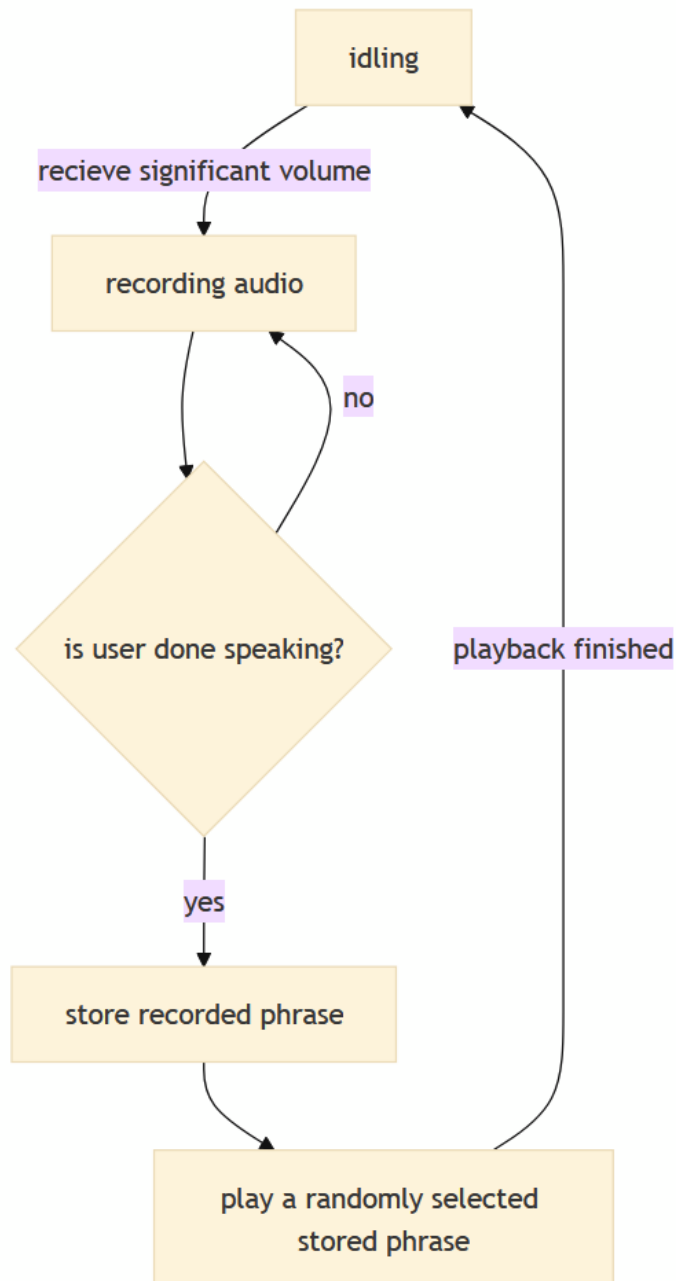 idling
recieve significant volume
recording audio
no
is user done speaking?
playback finished
yes
store recorded phrase
play a randomly selected
stored phrase